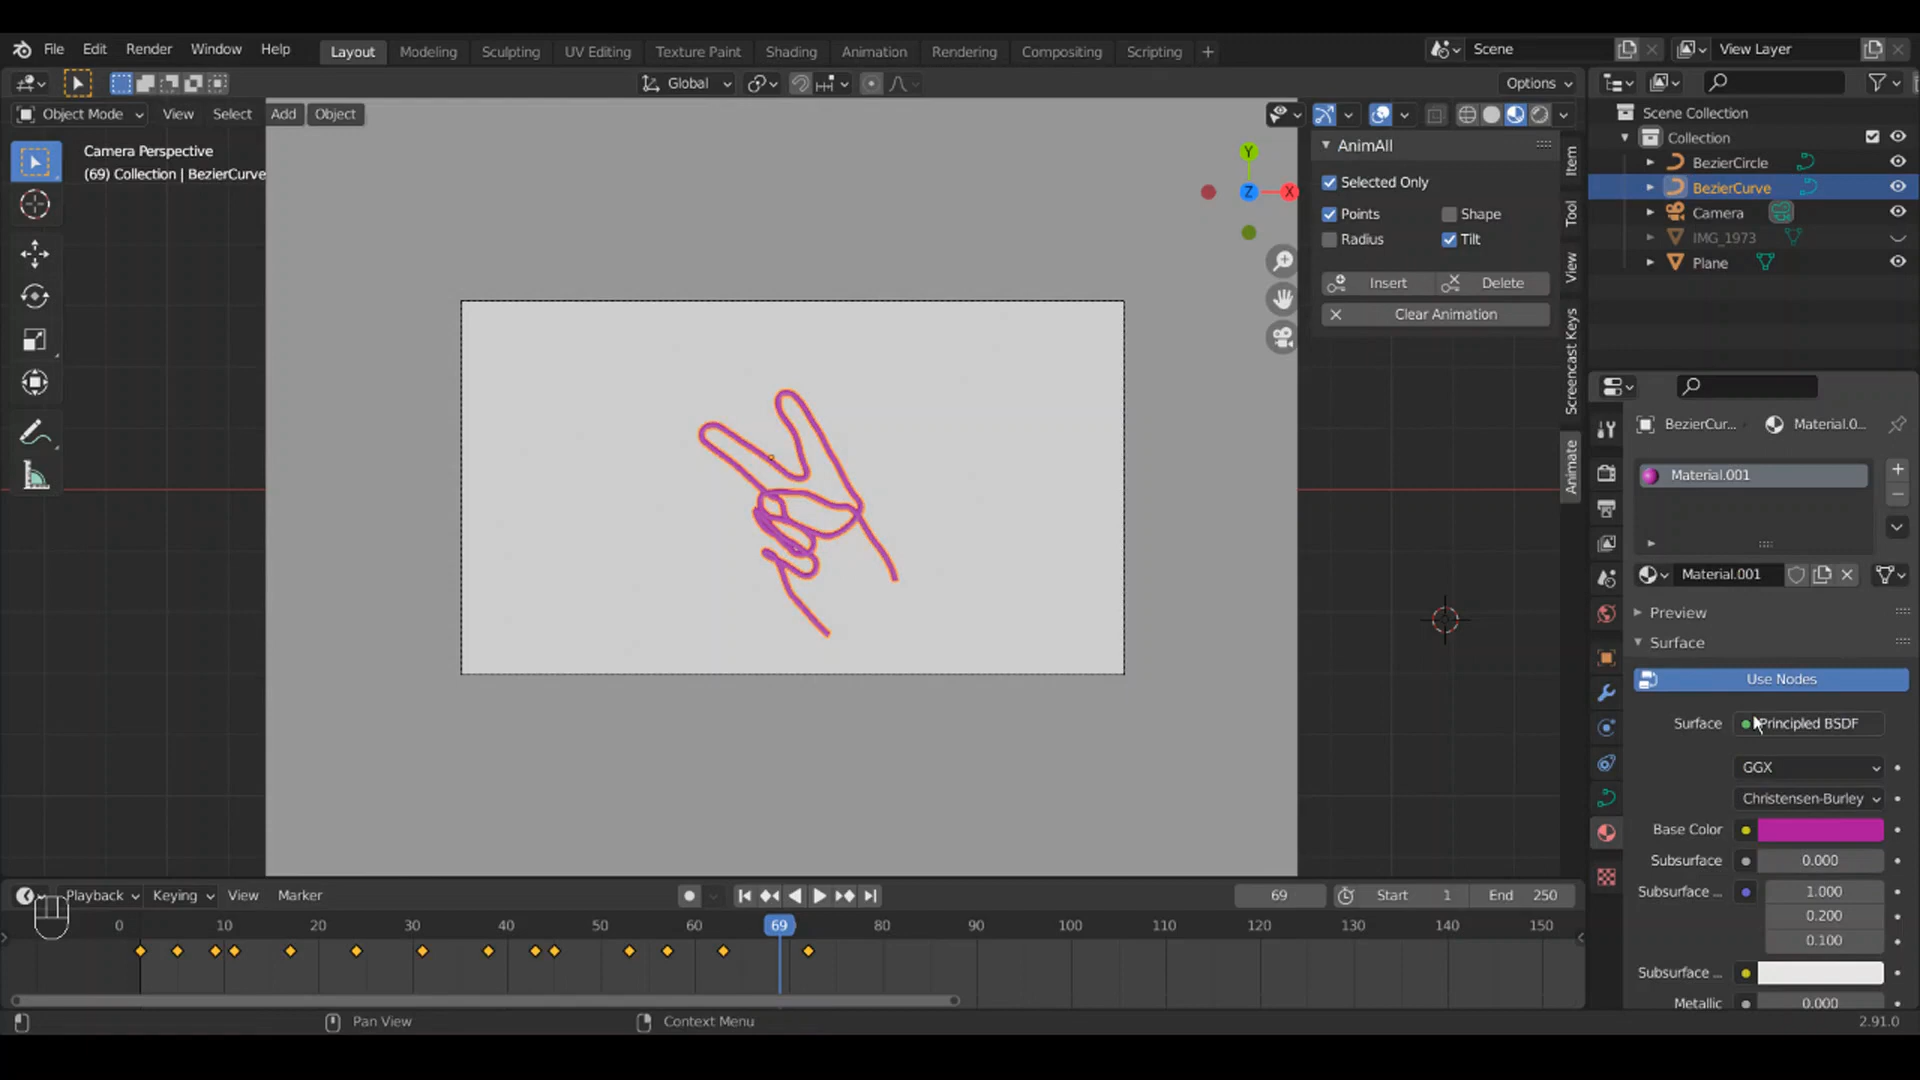 File Edit Render Window Help Layout Modeling Sculpting UV Editing Texture Paint Shading Animation Rendering Compositing Scripting + Scene View Layer
Global Options
Object Mode View Select Add Object
Camera Perspective
(69) Collection | BezierCurve
Y
Z X
AnimAll
Selected Only
Points Shape
Radius Tilt
Insert Delete
Clear Animation
Item
Tool
View
Screencast Keys
Animate
Scene Collection
Collection
BezierCircle
BezierCurve
Camera
IMG_1973
Plane
BezierCur... Material.0...
Material.001
Material.001
Preview
Surface
Use Nodes
Surface Principled BSDF
GGX
Christensen-Burley
Base Color
Subsurface 0.000
Subsurface ... 1.000
0.200
0.100
Subsurface ...
Metallic 0.000
Playback Keying View Marker 69 Start 1 End 250
0 10 20 30 40 50 60 69 80 90 100 110 120 130 140 150
Pan View Context Menu 2.91.0